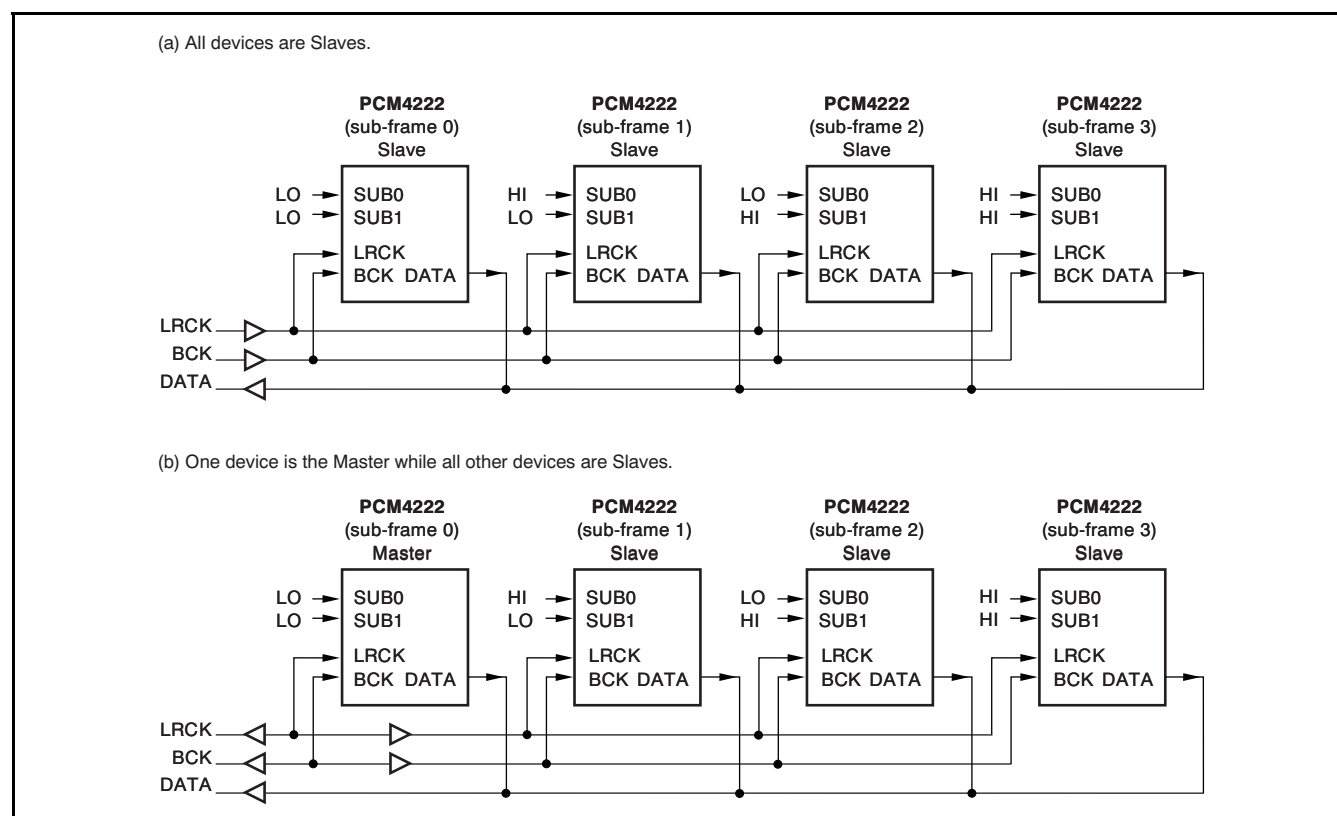 (a) All devices are Slaves.
PCM4222 PCM4222 PCM4222 PCM4222
(sub-frame 0) (sub-frame 1) (sub-frame 2) (sub-frame 3)
Slave Slave Slave Slave
LO SUB0 HI SUB0 LO SUB0 HI SUB0
LO SUB1 LO SUB1 HI SUB1 HI SUB1
LRCK LRCK LRCK LRCK
BCK DATA BCK DATA BCK DATA BCK DATA
LRCK
BCK
DATA
(b) One device is the Master while all other devices are Slaves.
PCM4222 PCM4222 PCM4222 PCM4222
(sub-frame 0) (sub-frame 1) (sub-frame 2) (sub-frame 3)
Master Slave Slave Slave
LO SUB0 HI SUB0 LO SUB0 HI SUB0
LO SUB1 LO SUB1 HI SUB1 HI SUB1
LRCK LRCK LRCK LRCK
BCK DATA BCK DATA BCK DATA BCK DATA
LRCK
BCK
DATA